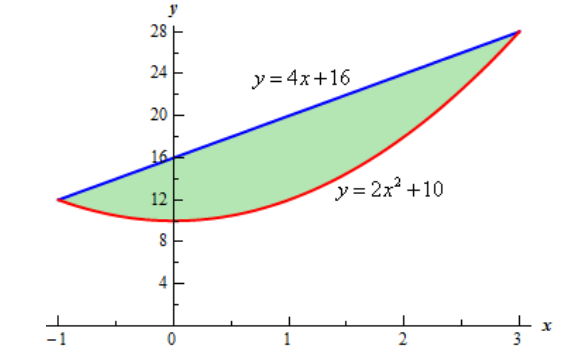 y
28
24
y = 4x+16
20
16
12
y = 2x² +10
8
4
x
−1 0 1 2 3